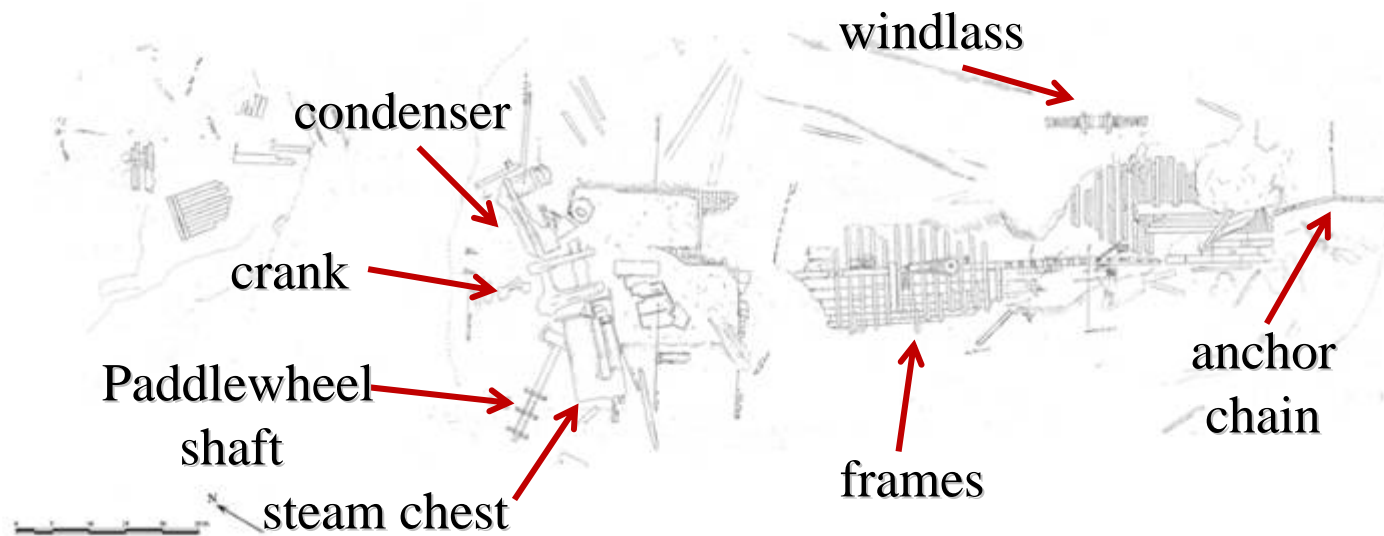 windlass
condenser
crank
Paddlewheel
shaft
steam chest
frames
anchor
chain
N